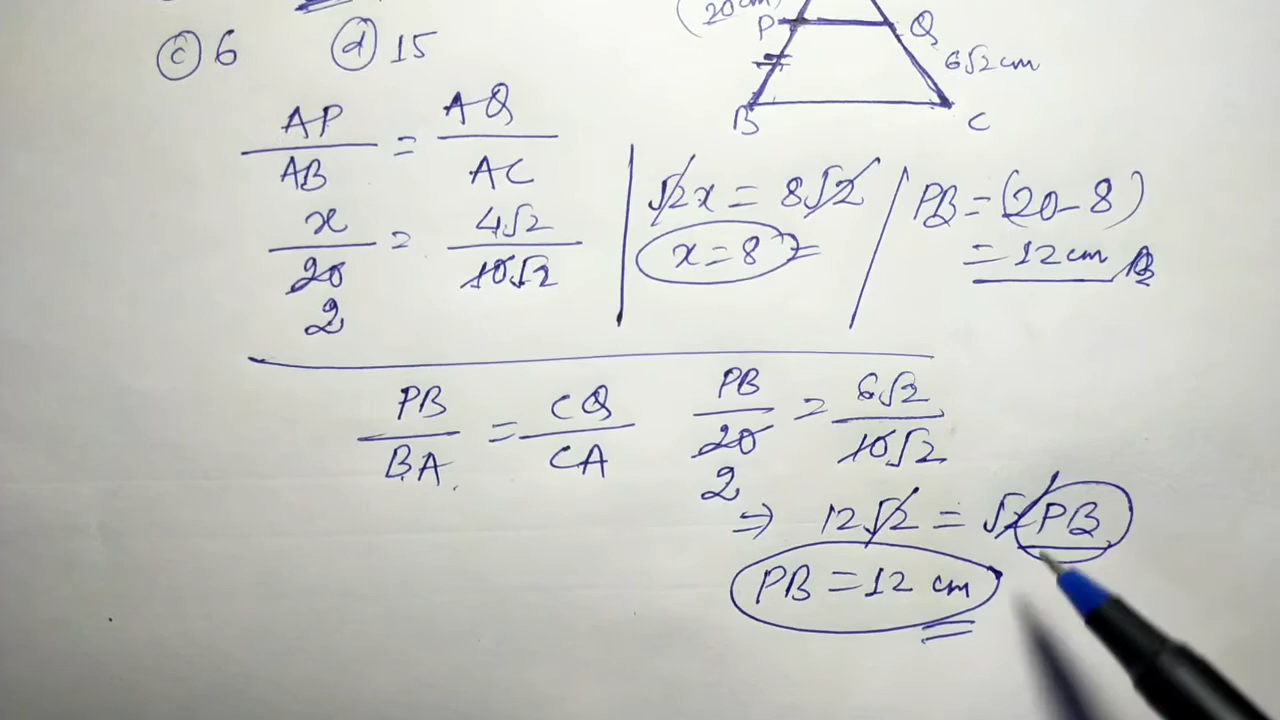 (20cm)
P Q
6√2 cm
B C
(c) 6 (d) 15
AP/AB = AQ/AC
x/20 = 4√2/10√2
2
√2x = 8√2
x = 8
PB = (20-8)
= 12 cm
PB/BA = CQ/CA
PB/20 = 6√2/10√2
2
⇒ 12√2 = √2 PB
PB = 12 cm